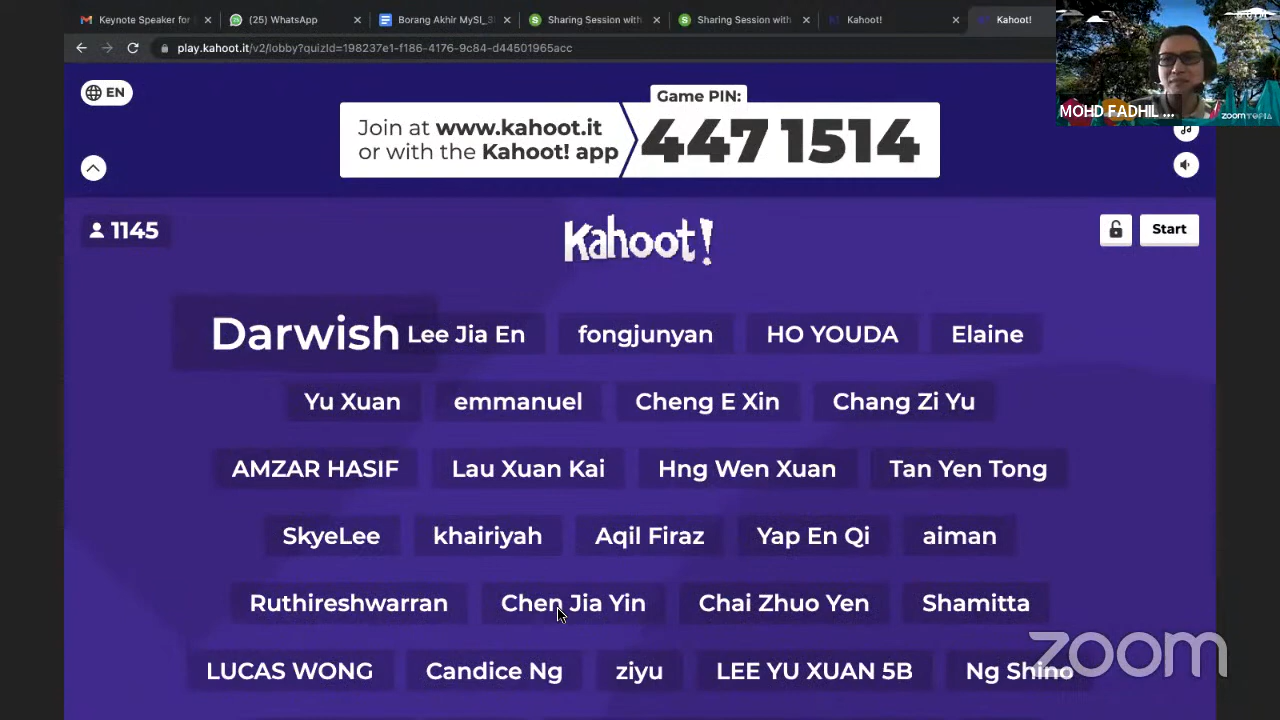 Keynote Speaker for
(25) WhatsApp
Borang Akhir MySI_3
Sharing Session with
Sharing Session with
Kahoot!
Kahoot!
play.kahoot.it/v2/lobby?quizId=198237e1-f186-4176-9c84-d44501965acc
MOHD FADHIL ...
zoomtopia
EN
Game PIN:
Join at www.kahoot.it
or with the Kahoot! app
447 1514
1145
Kahoot!
Start
Darwish Lee Jia En fongjunyan HO YOUDA Elaine
Yu Xuan emmanuel Cheng E Xin Chang Zi Yu
AMZAR HASIF Lau Xuan Kai Hng Wen Xuan Tan Yen Tong
SkyeLee khairiyah Aqil Firaz Yap En Qi aiman
Ruthireshwarran Chen Jia Yin Chai Zhuo Yen Shamitta
LUCAS WONG Candice Ng ziyu LEE YU XUAN 5B Ng Shino
zoom